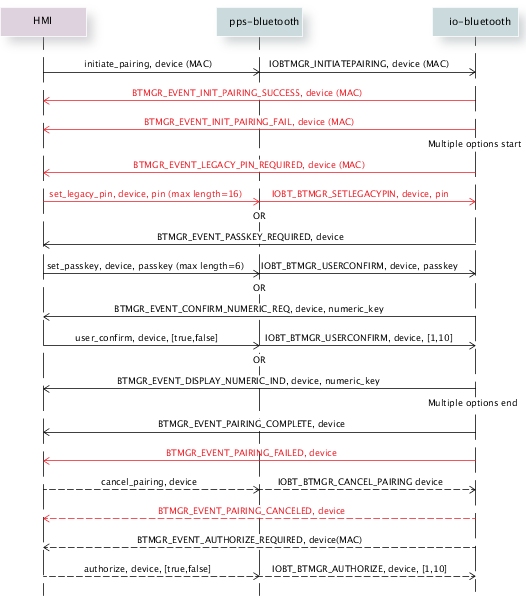 HMI pps-bluetooth io-bluetooth
initiate_pairing, device (MAC) IOBTMGR_INITIATEPAIRING, device (MAC)
BTMGR_EVENT_INIT_PAIRING_SUCCESS, device (MAC)
BTMGR_EVENT_INIT_PAIRING_FAIL, device (MAC)
Multiple options start
BTMGR_EVENT_LEGACY_PIN_REQUIRED, device (MAC)
set_legacy_pin, device, pin (max length=16) IOBT_BTMGR_SETLEGACYPIN, device, pin
OR
BTMGR_EVENT_PASSKEY_REQUIRED, device
set_passkey, device, passkey (max length=6) IOBT_BTMGR_USERCONFIRM, device, passkey
OR
BTMGR_EVENT_CONFIRM_NUMERIC_REQ, device, numeric_key
user_confirm, device, [true,false] IOBT_BTMGR_USERCONFIRM, device, [1,10]
OR
BTMGR_EVENT_DISPLAY_NUMERIC_IND, device, numeric_key
Multiple options end
BTMGR_EVENT_PAIRING_COMPLETE, device
BTMGR_EVENT_PAIRING_FAILED, device
cancel_pairing, device IOBT_BTMGR_CANCEL_PAIRING device
BTMGR_EVENT_PAIRING_CANCELED, device
BTMGR_EVENT_AUTHORIZE_REQUIRED, device(MAC)
authorize, device, [true,false] IOBT_BTMGR_AUTHORIZE, device, [1,10]